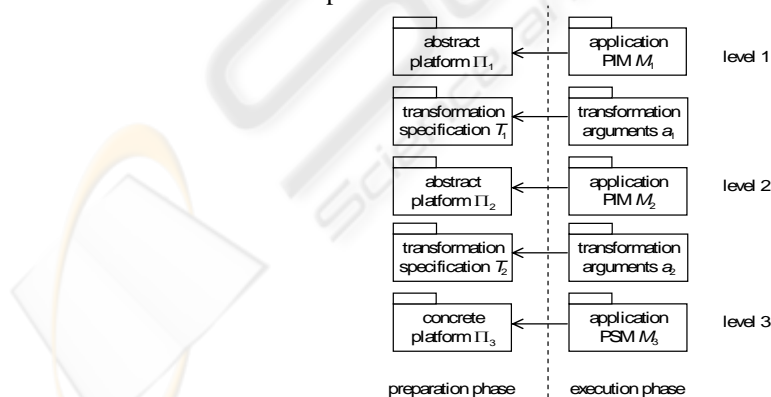 abstract
platform Π₁
application
PIM M₁
level 1
transformation
specification T₁
transformation
arguments a₁
abstract
platform Π₂
application
PIM M₂
level 2
transformation
specification T₂
transformation
arguments a₂
concrete
platform Π₃
application
PSM M₃
level 3
preparation phase
execution phase